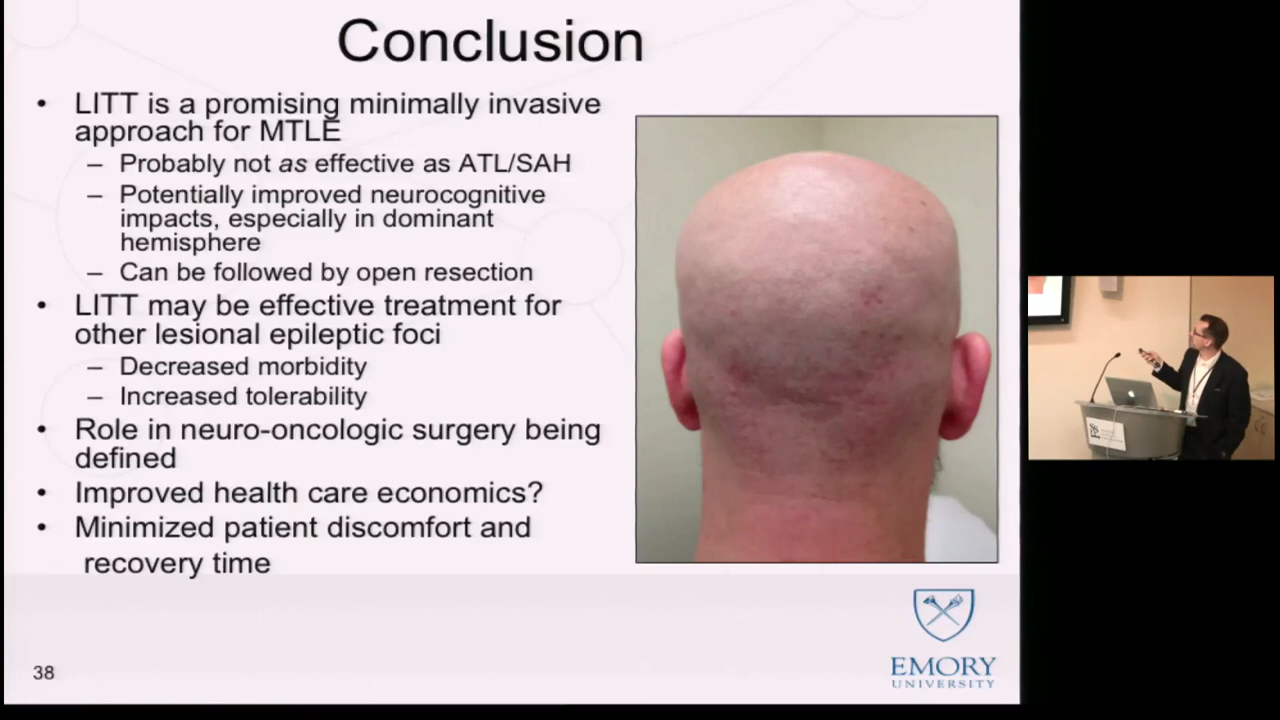 Conclusion
• LITT is a promising minimally invasive
approach for MTLE
– Probably not as effective as ATL/SAH
– Potentially improved neurocognitive
impacts, especially in dominant
hemisphere
– Can be followed by open resection
• LITT may be effective treatment for
other lesional epileptic foci
– Decreased morbidity
– Increased tolerability
• Role in neuro-oncologic surgery being
defined
• Improved health care economics?
• Minimized patient discomfort and
recovery time
38
EMORY
UNIVERSITY